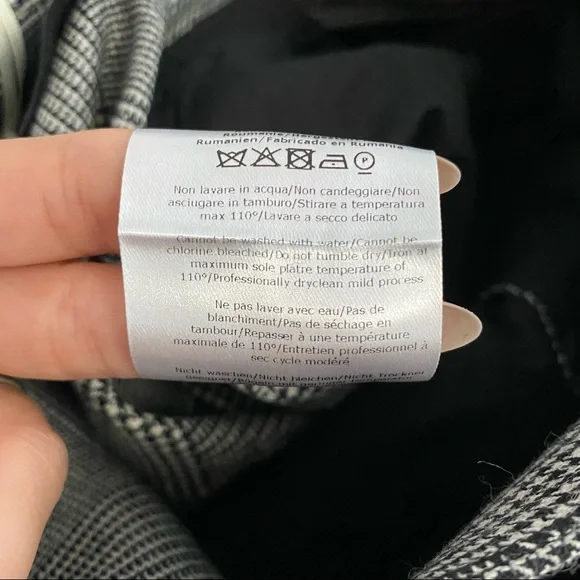 Roumanie/Hergestellt
Rumanien/Fabricado en Rumania
P
Non lavare in acqua/Non candeggiare/Non
asciugare in tamburo/Stirare a temperatura
max 110°/Lavare a secco delicato
Cannot be washed with water/Cannot be
chlorine bleached/Do not tumble dry/Iron at
maximum sole platre temperature of
110°/Professionally dryclean mild process
Ne pas laver avec eau/Pas de
blanchiment/Pas de séchage en
tambour/Repasser à une température
maximale de 110°/Entretien professionnel à
sec cycle modéré
Nicht waschen/Nicht bleichen/Nicht Trockner